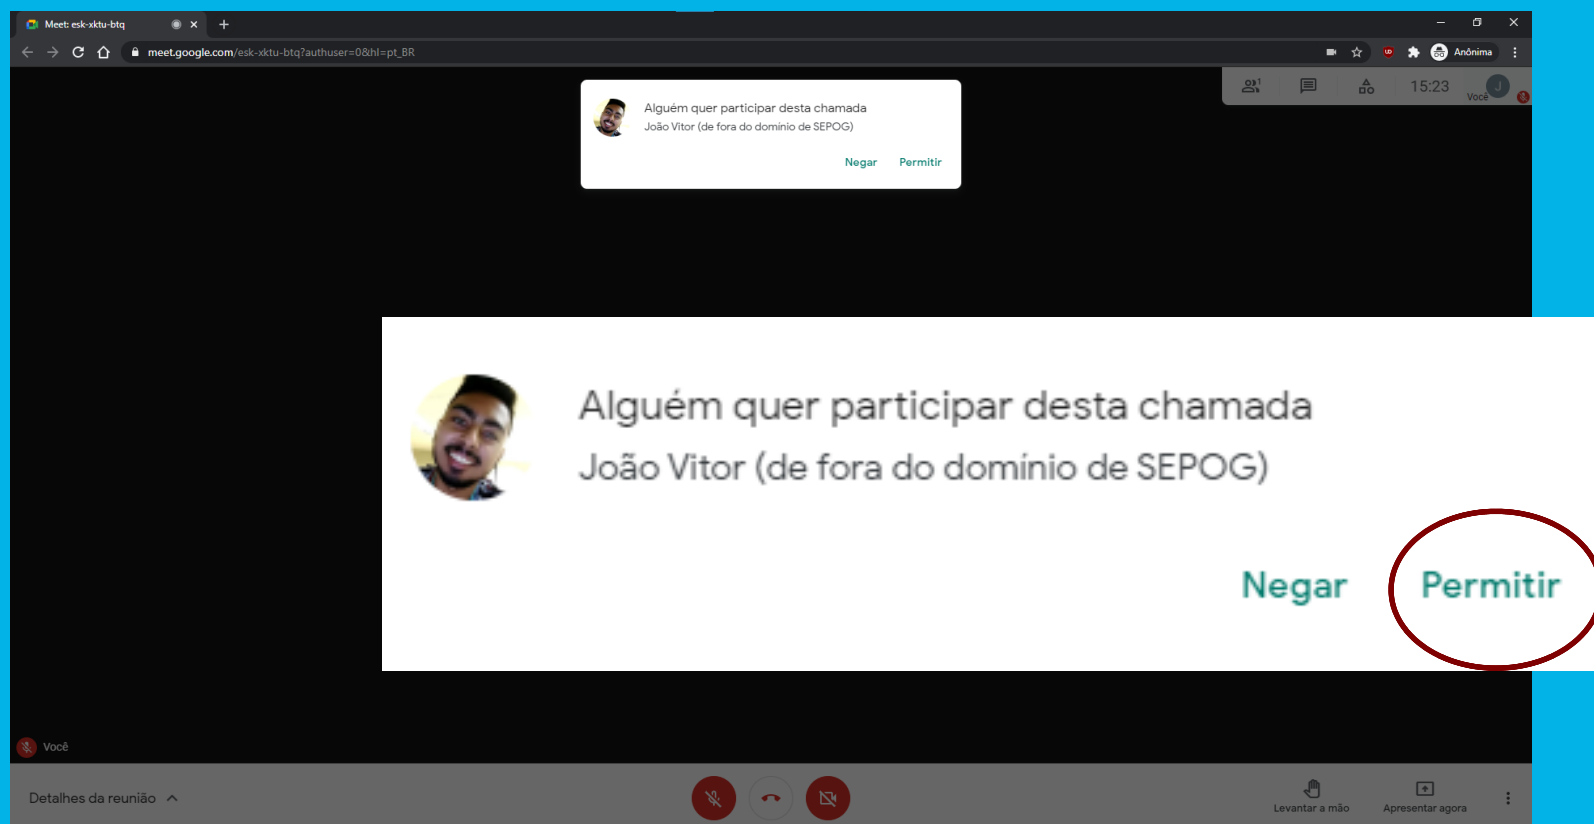 Meet: esk-xktu-btq
meet.google.com/esk-xktu-btq?authuser=0&hl=pt_BR
Anônima
Alguém quer participar desta chamada
João Vitor (de fora do domínio de SEPOG)
Negar Permitir
1
15:23
Você
J
Alguém quer participar desta chamada
João Vitor (de fora do domínio de SEPOG)
Negar Permitir
Você
Detalhes da reunião
Levantar a mão
Apresentar agora